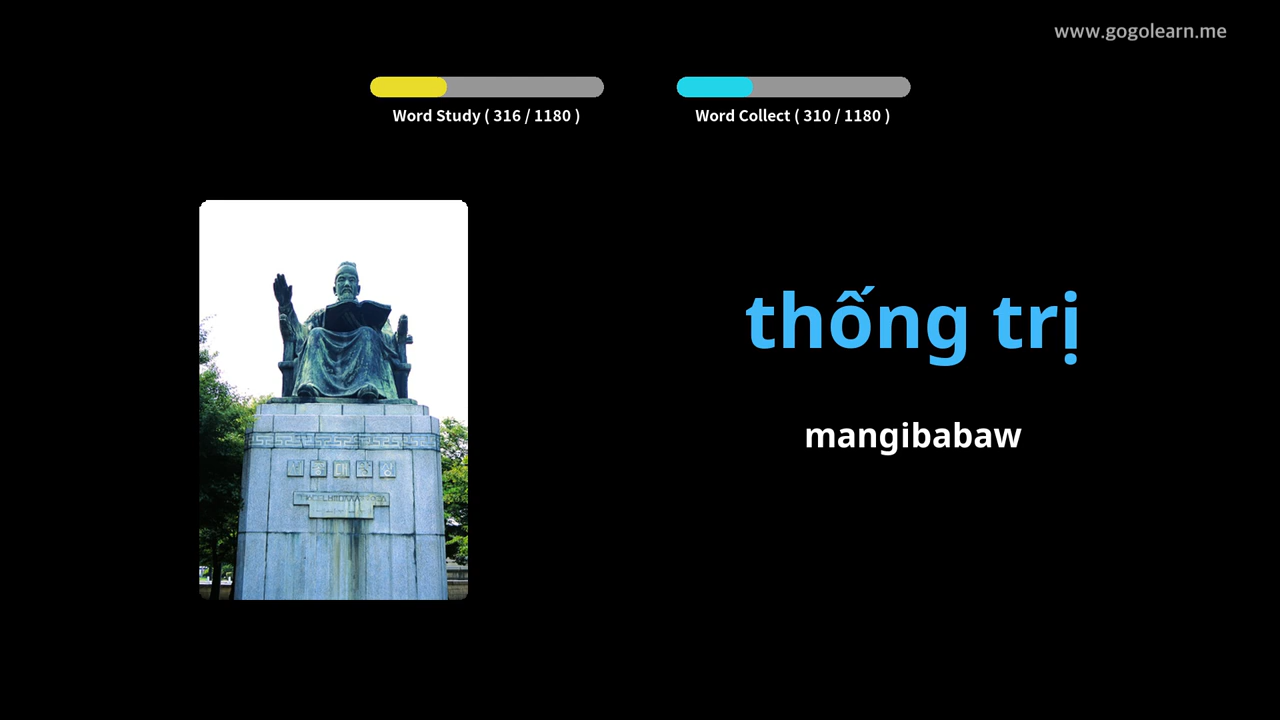 www.gogolearn.me
Word Study ( 316 / 1180 )
Word Collect ( 310 / 1180 )
thống trị
mangibabaw